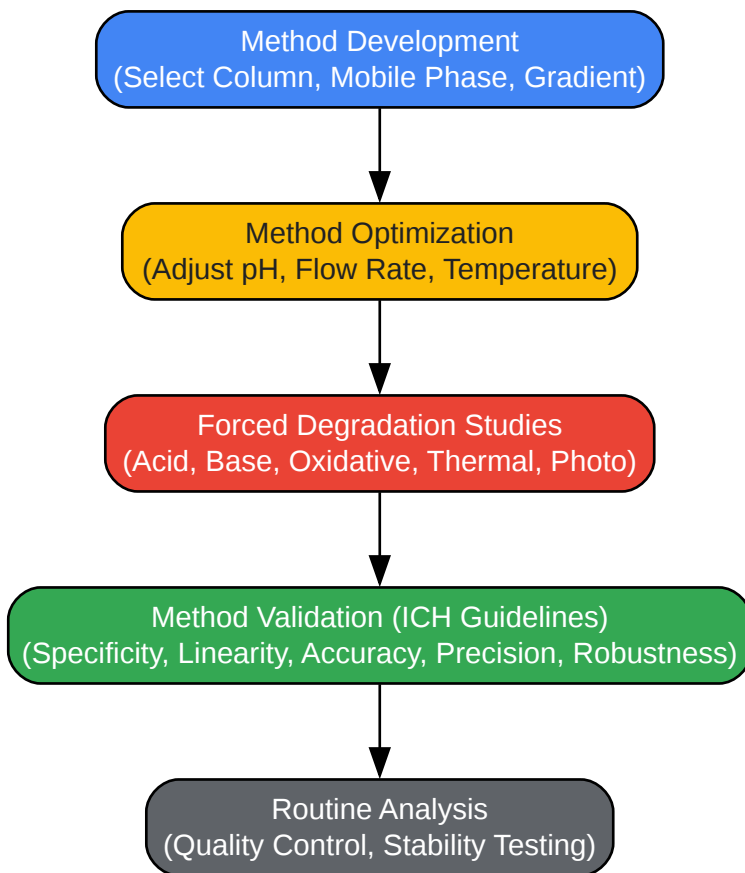 Method Development
(Select Column, Mobile Phase, Gradient)
Method Optimization
(Adjust pH, Flow Rate, Temperature)
Forced Degradation Studies
(Acid, Base, Oxidative, Thermal, Photo)
Method Validation (ICH Guidelines)
(Specificity, Linearity, Accuracy, Precision, Robustness)
Routine Analysis
(Quality Control, Stability Testing)